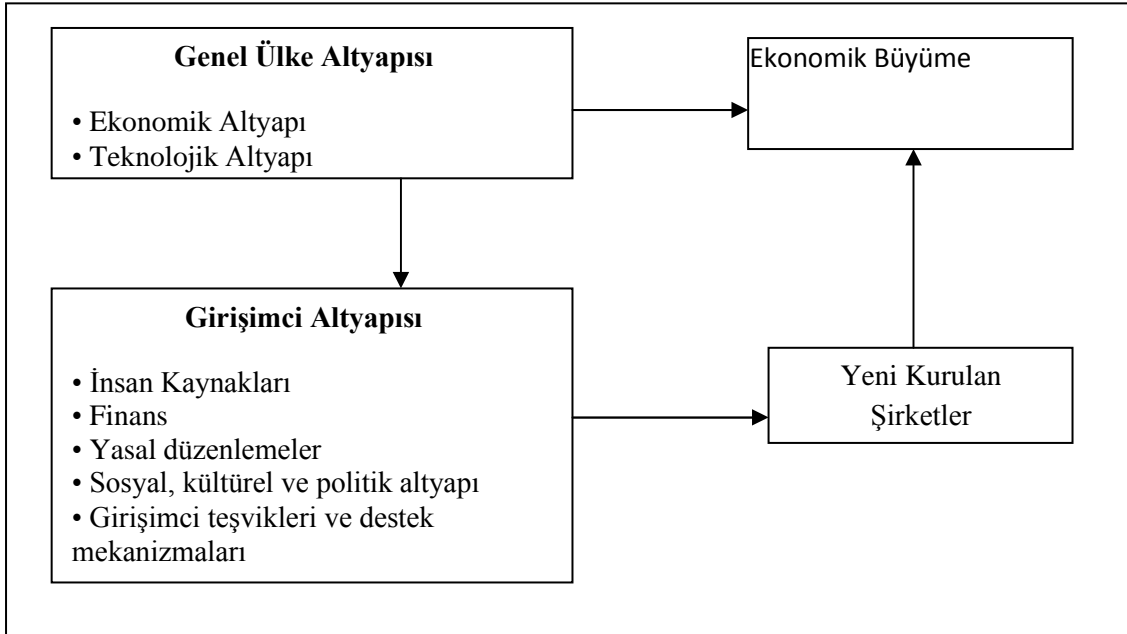 Genel Ülke Altyapısı
• Ekonomik Altyapı
• Teknolojik Altyapı
Ekonomik Büyüme
Girişimci Altyapısı
• İnsan Kaynakları
• Finans
• Yasal düzenlemeler
• Sosyal, kültürel ve politik altyapı
• Girişimci teşvikleri ve destek
mekanizmaları
Yeni Kurulan
Şirketler